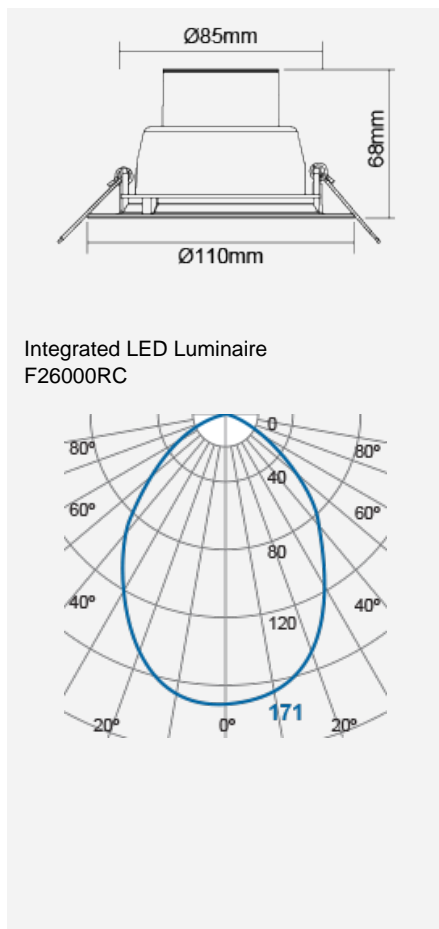 Ø85mm
68mm
Ø110mm
Integrated LED Luminaire
F26000RC
0
80º 80º
40
60º 60º
80
40º 40º
120
171
20º 0º 20º